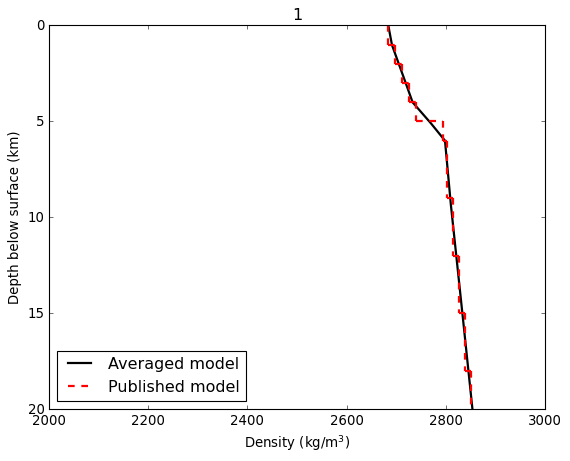 1
0
5
10
15
20
Depth below surface (km)
Averaged model
Published model
2000 2200 2400 2600 2800 3000
Density (kg/m³)